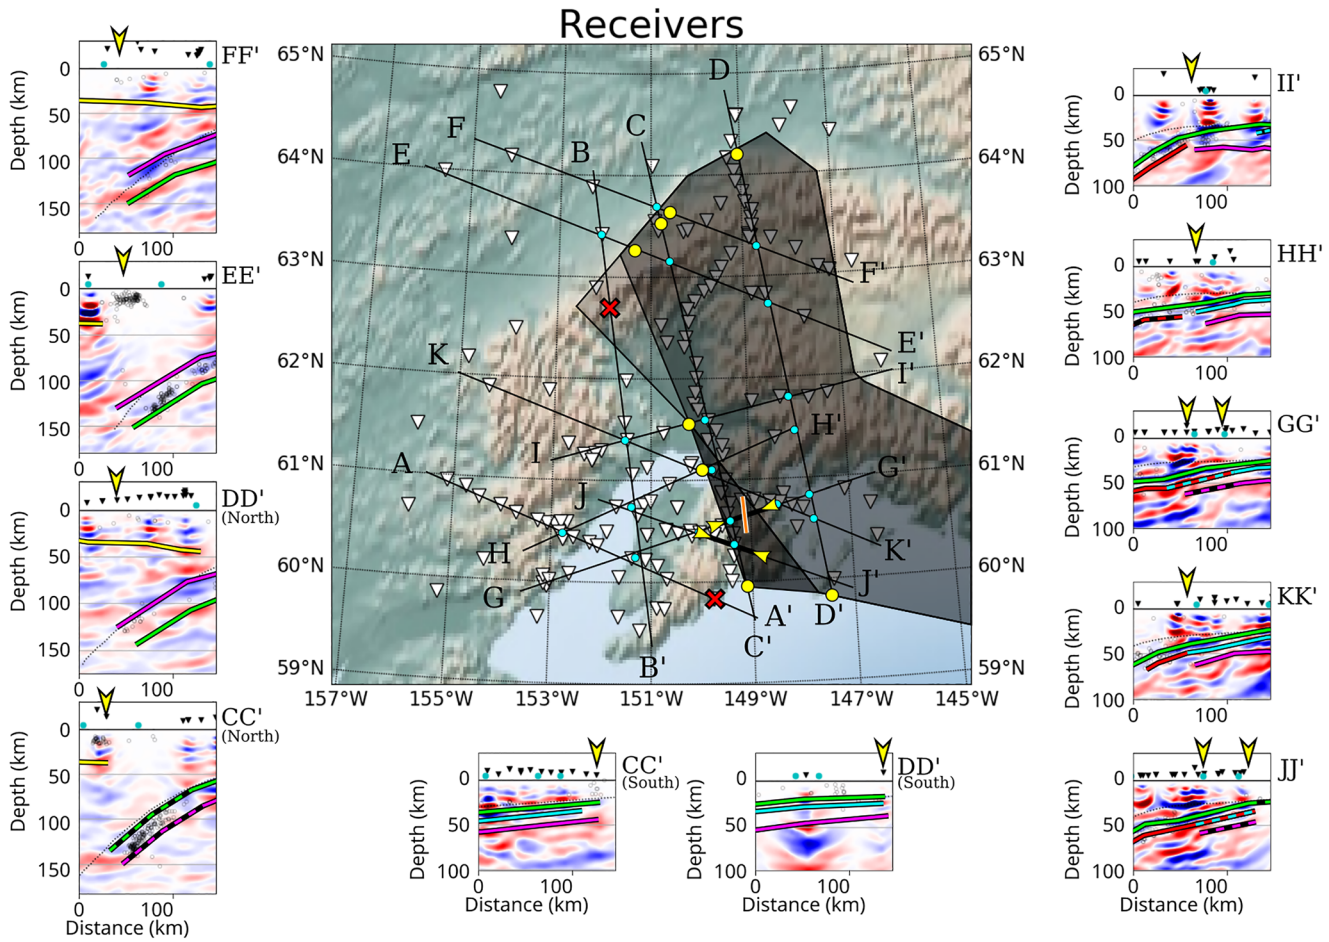 Receivers
FF'
0
50
100
150
Depth (km)
0
100
EE'
0
50
100
150
Depth (km)
DD'
(North)
0
50
100
150
Depth (km)
0
100
CC'
(North)
0
50
100
150
Depth (km)
0
100
Distance (km)
65°N
64°N
63°N
62°N
61°N
60°N
59°N
65°N
64°N
63°N
62°N
61°N
60°N
59°N
157°W
155°W
153°W
151°W
149°W
147°W
145°W
D
C
F
B
E
F'
E'
K
I'
H'
A
I
G'
J
H
K'
G
J'
A'
D'
C'
B'
CC'
(South)
0
50
100
Depth (km)
0
100
Distance (km)
DD'
(South)
0
50
100
Depth (km)
0
100
Distance (km)
II'
0
50
100
Depth (km)
0
100
HH'
0
50
100
Depth (km)
0
100
GG'
0
50
100
Depth (km)
0
100
KK'
0
50
100
Depth (km)
0
100
JJ'
0
50
100
Depth (km)
0
100
Distance (km)